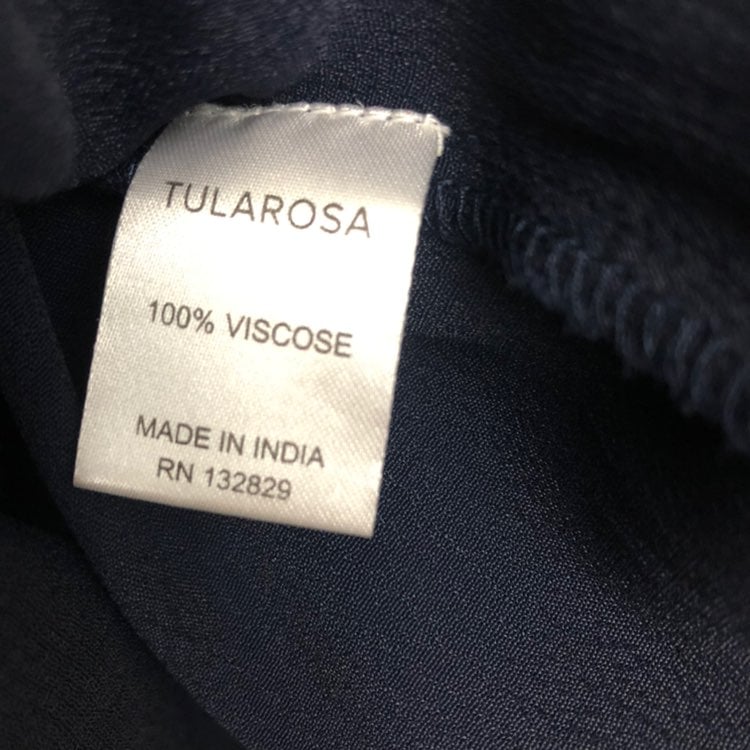 TULAROSA
100% VISCOSE
MADE IN INDIA
RN 132829